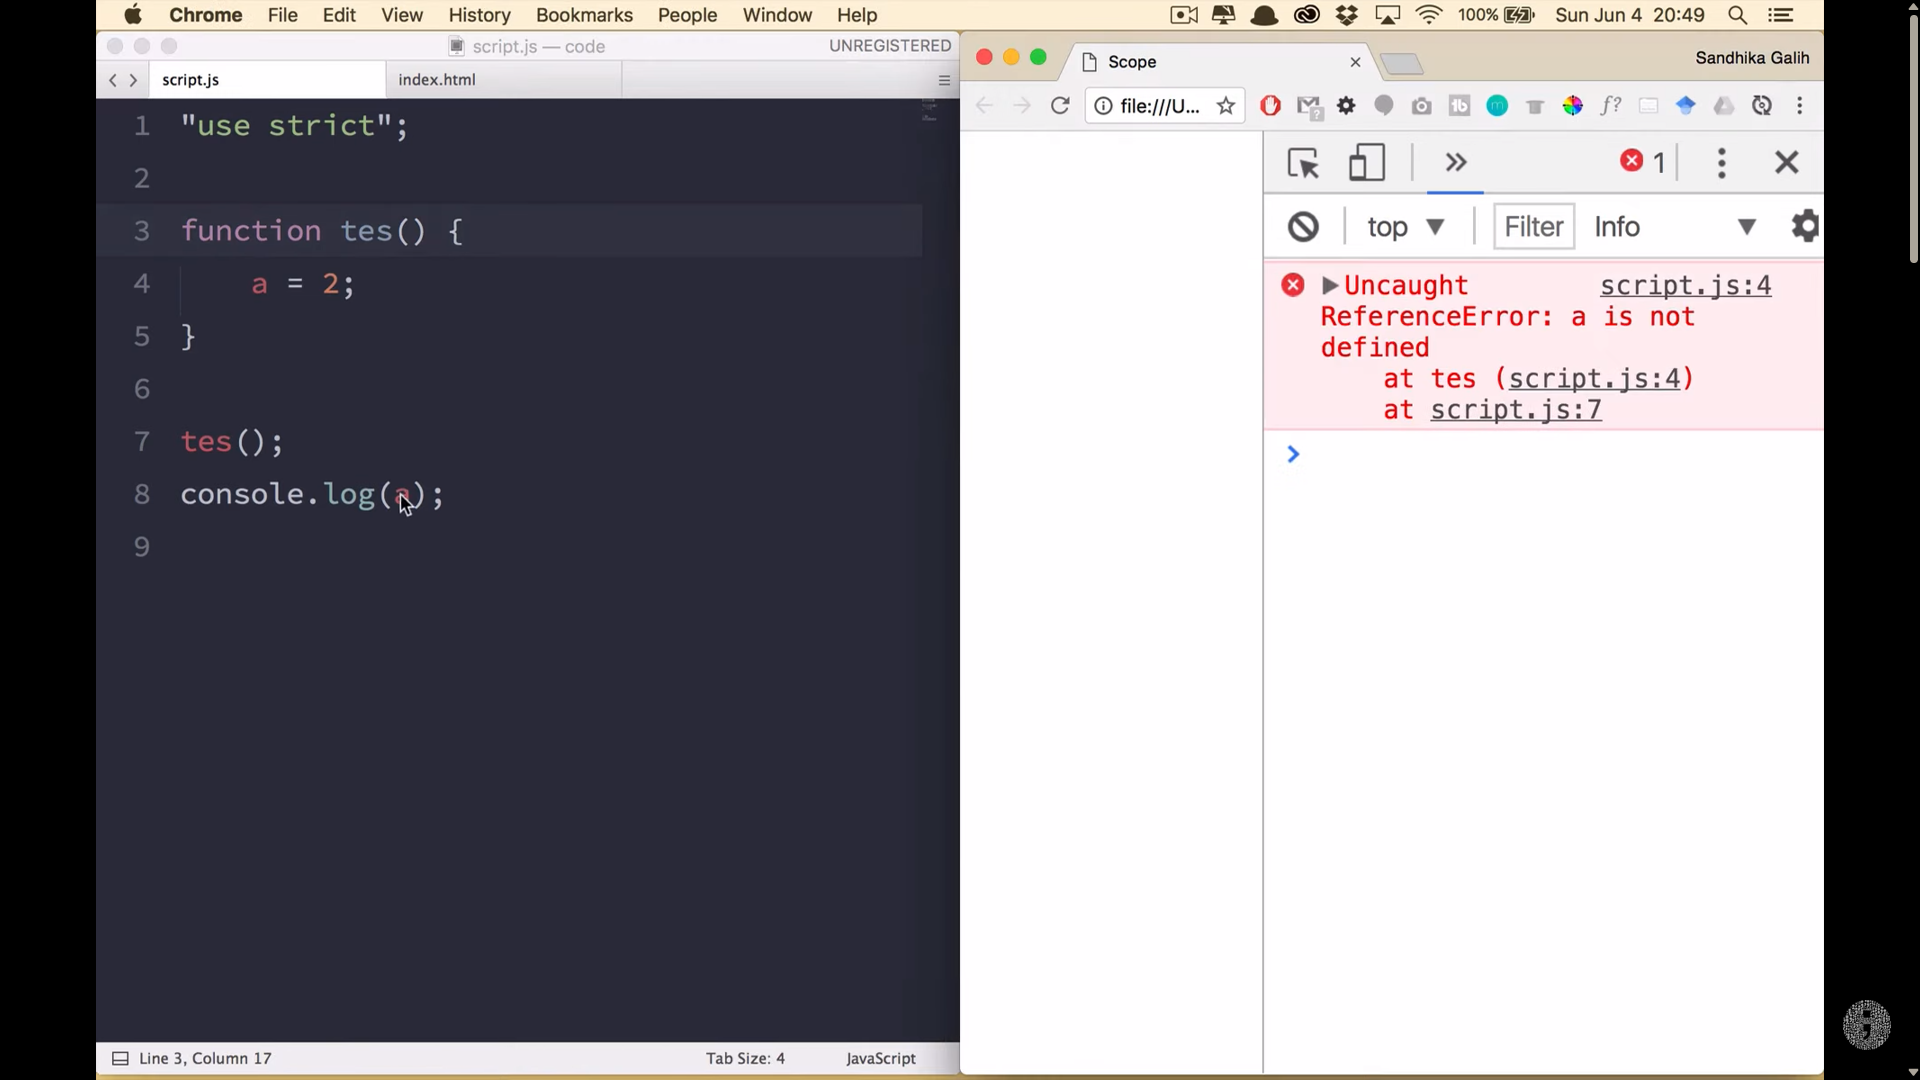 Chrome File Edit View History Bookmarks People Window Help 100% Sun Jun 4 20:49
script.js — code UNREGISTERED
script.js index.html
1 "use strict";
2
3 function tes() {
4 a = 2;
5 }
6
7 tes();
8 console.log(a);
9
Line 3, Column 17 Tab Size: 4 JavaScript
Scope Sandhika Galih
file:///U...
1
top Filter Info
Uncaught script.js:4
ReferenceError: a is not
defined
at tes (script.js:4)
at script.js:7